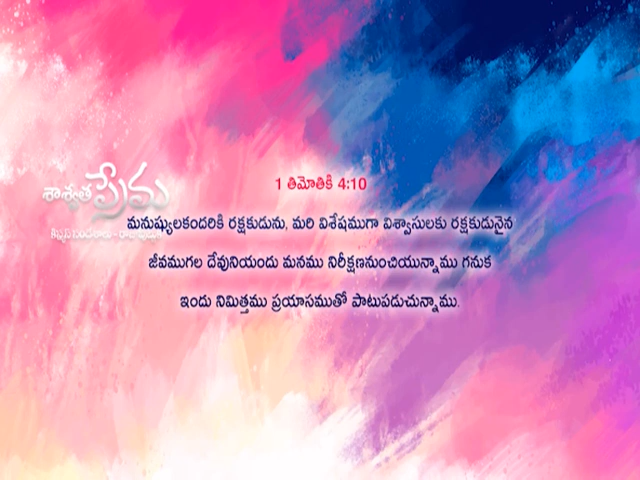 1 తిమోతికి 4:10
శాశ్వత ప్రేమ
మనుష్యులకందరికి రక్షకుడును, మరి విశేషముగా విశ్వాసులకు రక్షకుడునైన
జీవముగల దేవునియందు మనము నిరీక్షణనుంచియున్నాము గనుక
ఇందు నిమిత్తము ప్రయాసముతో పాటుపడుచున్నాము.